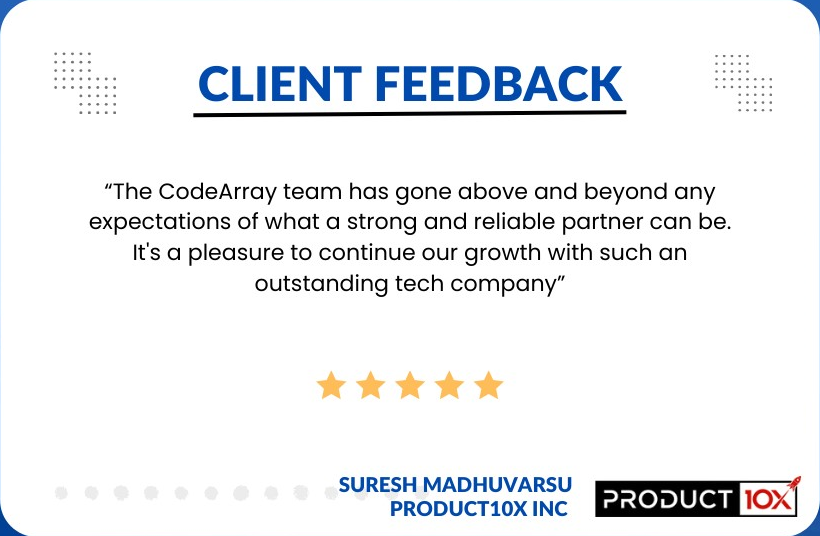 CLIENT FEEDBACK
“The CodeArray team has gone above and beyond any
expectations of what a strong and reliable partner can be.
It's a pleasure to continue our growth with such an
outstanding tech company”
SURESH MADHUVARSU
PRODUCT10X INC
PRODUCT 10X